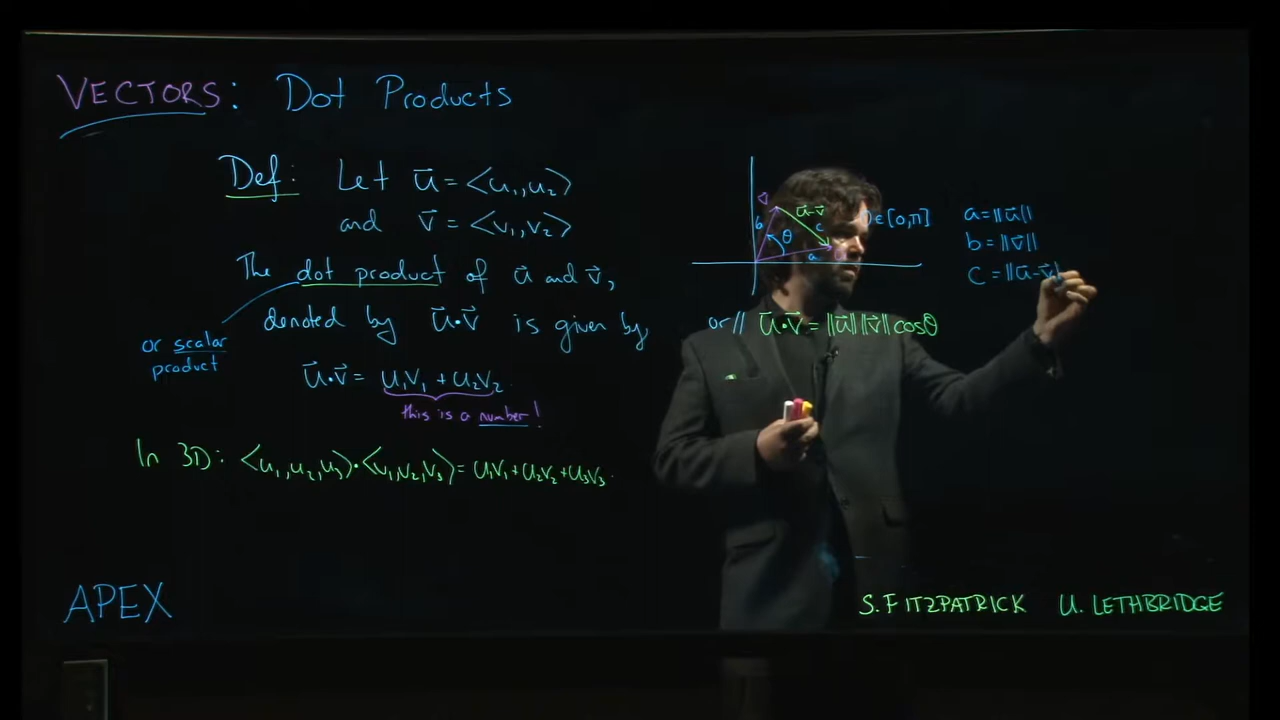 VECTORS: Dot Products
Def: Let u⃗ = <u₁,u₂>
and v⃗ = <v₁,v₂>
The dot product of u⃗ and v⃗,
denoted by u⃗·v⃗ is given by
or scalar
product
u⃗·v⃗ = u₁v₁ + u₂v₂.
this is a number!
In 3D: <u₁,u₂,u₃>·<v₁,v₂,v₃> = u₁v₁+u₂v₂+u₃v₃.
v⃗
u⃗-v⃗
b
c
θ
a
θ∈[0,π]
a=||u⃗||
b=||v⃗||
c=||u⃗-v⃗|
or// u⃗·v⃗ = ||u⃗|| ||v⃗|| cosθ
APEX
S.FITZPATRICK U. LETHBRIDGE